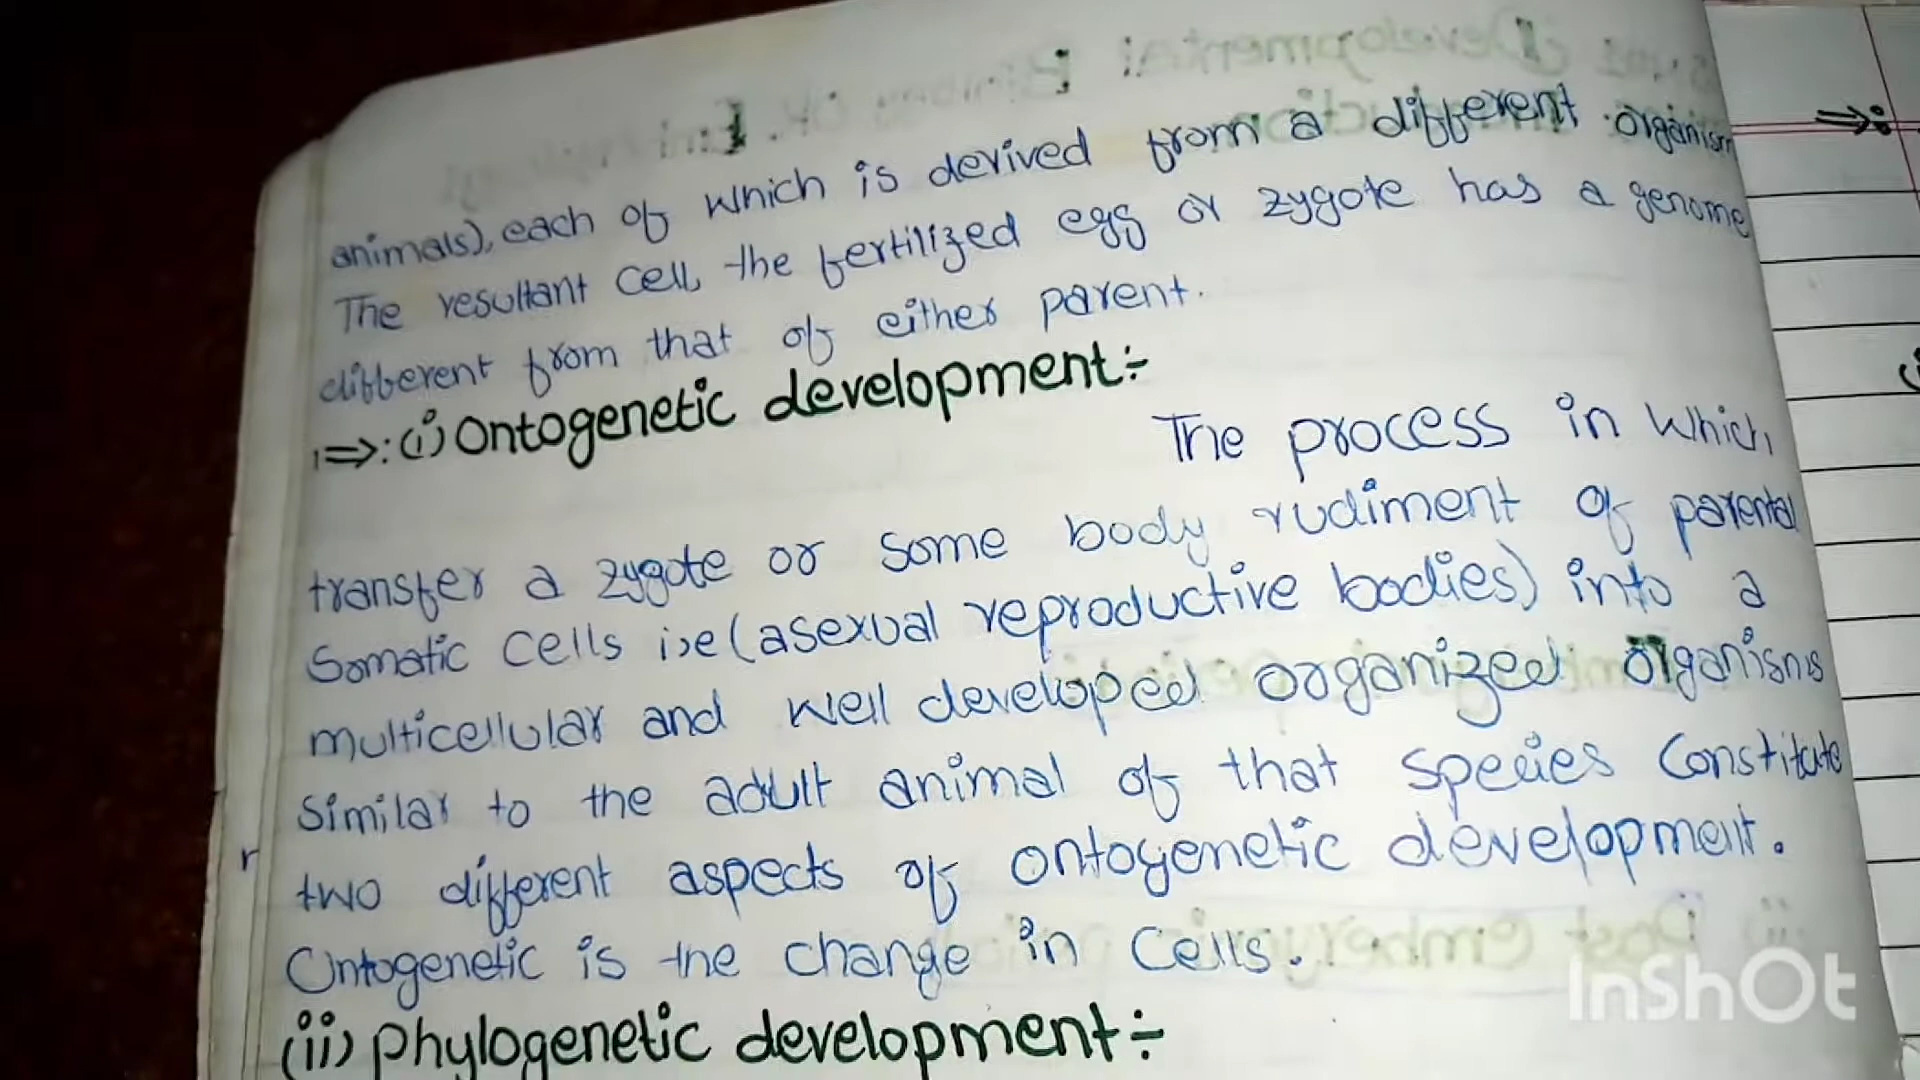 animals), each of which is derived from a different organism
The resultant cell, the fertilized egg or zygote has a genome
different from that of either parent.
⇒: (i) Ontogenetic development:-
The process in which
transfer a zygote or some body rudiment of parental
Somatic cells i.e (asexual reproductive bodies) into a
multicellular and well developed organized organisms
Similar to the adult animal of that species constitute
two different aspects of ontogenetic development.
Ontogenetic is the change in cells.
(ii) Phylogenetic development:-
⇒:
InShOt